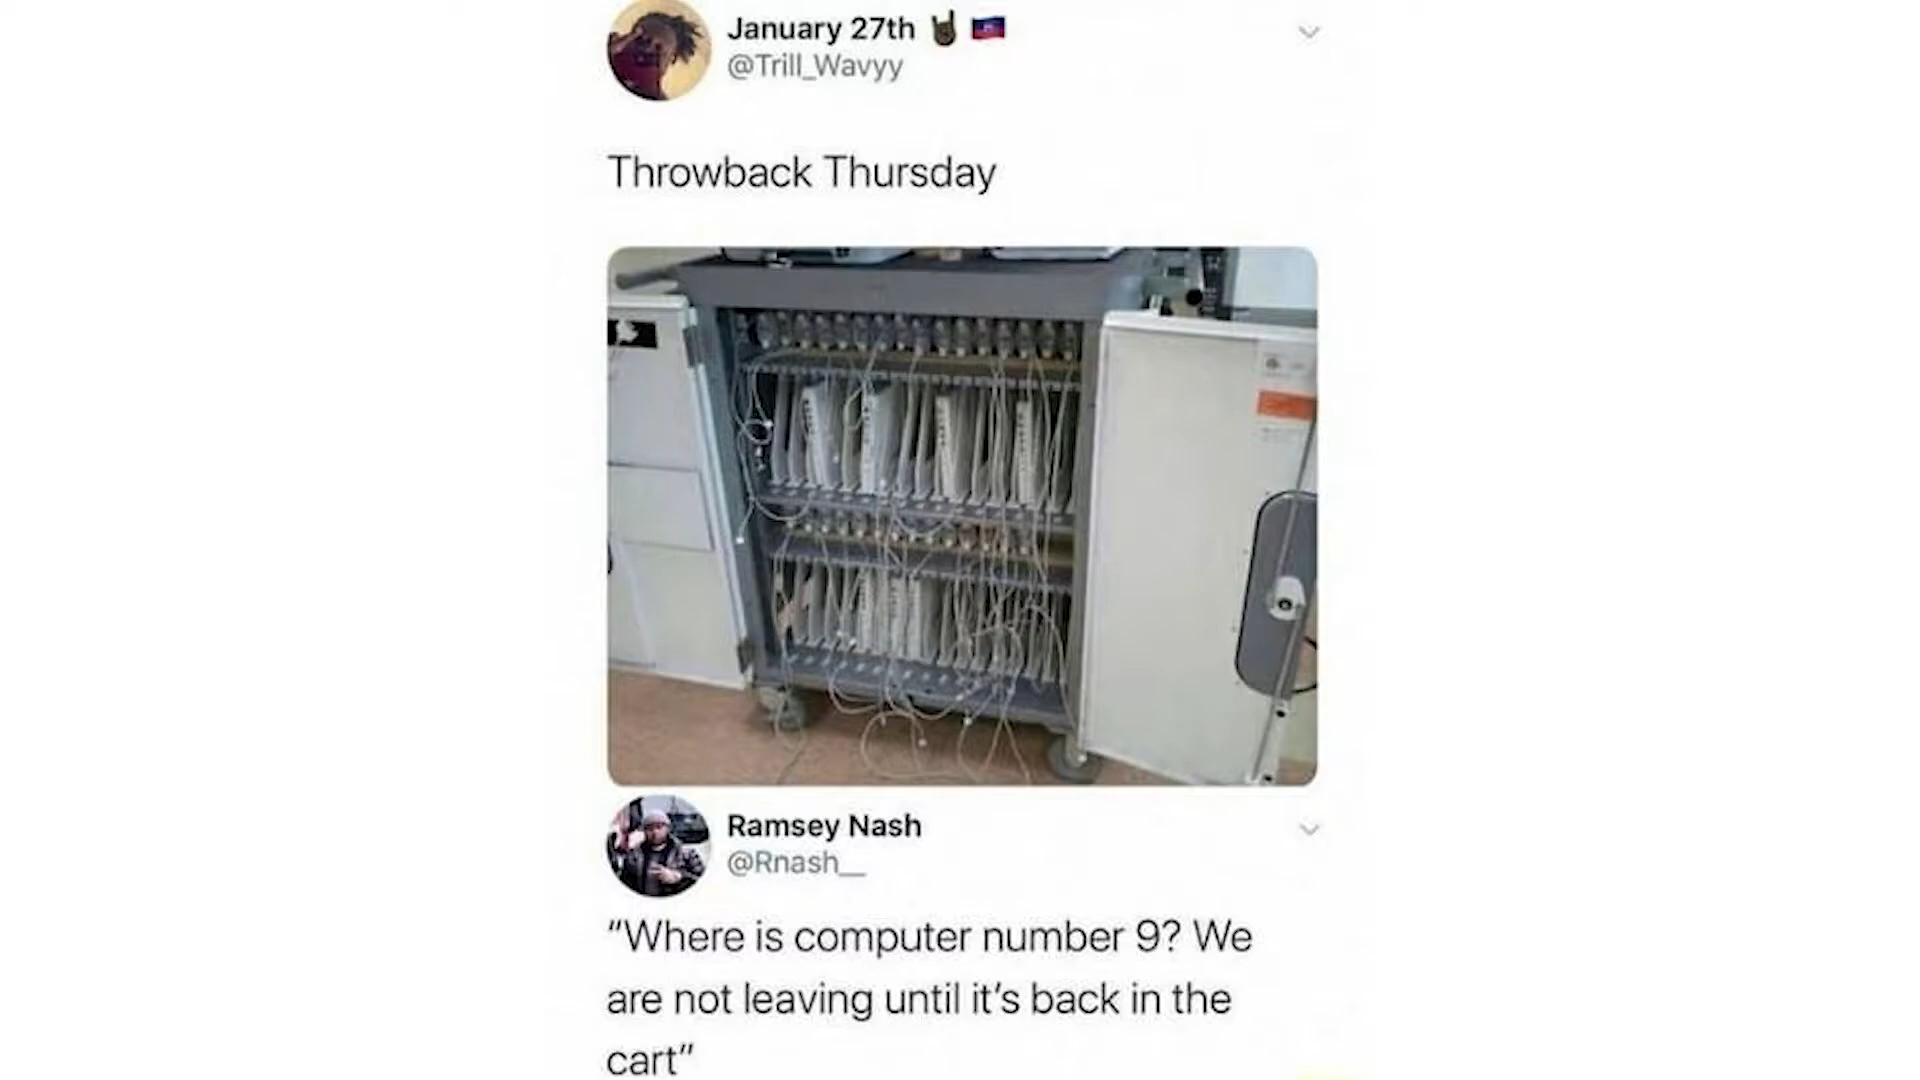 January 27th 🤘🏿 🇭🇹
@Trill_Wavyy
Throwback Thursday
Ramsey Nash
@Rnash__
“Where is computer number 9? We
are not leaving until it’s back in the
cart”